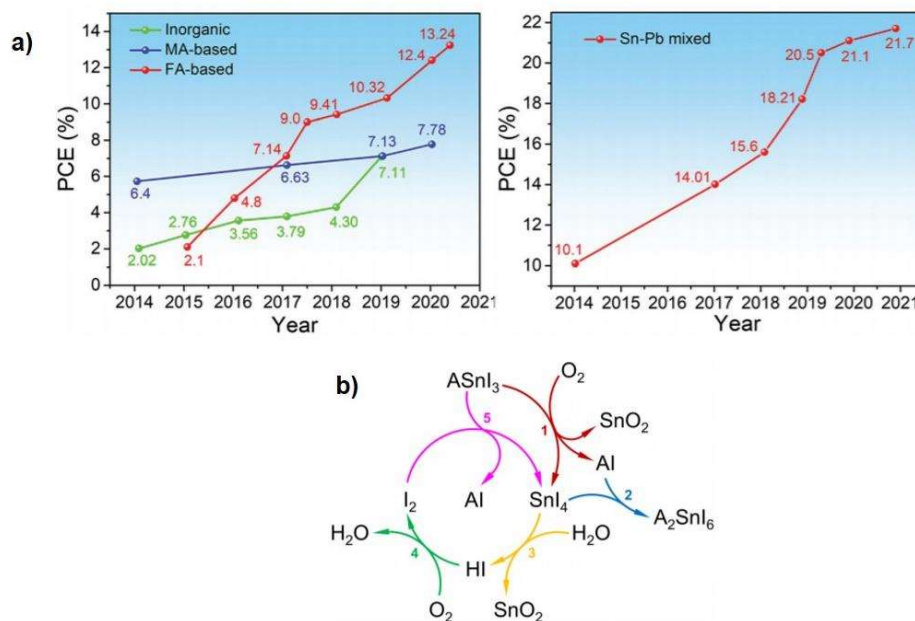 a)
Inorganic
MA-based
FA-based
PCE (%)
14
12
10
8
6
4
2
0
13.24
12.4
10.32
9.41
9.0
7.14
4.8
2.1
6.4
6.63
7.13
7.78
2.02
2.76
3.56
3.79
4.30
7.11
2014 2015 2016 2017 2018 2019 2020 2021
Year
Sn-Pb mixed
PCE (%)
22
20
18
16
14
12
10
8
10.1
14.01
15.6
18.21
20.5
21.1
21.7
2014 2015 2016 2017 2018 2019 2020 2021
Year
b)
ASnI₃
O₂
5
1
SnO₂
AI
I₂
AI
SnI₄
2
A₂SnI₆
H₂O
H₂O
4
3
HI
O₂
SnO₂